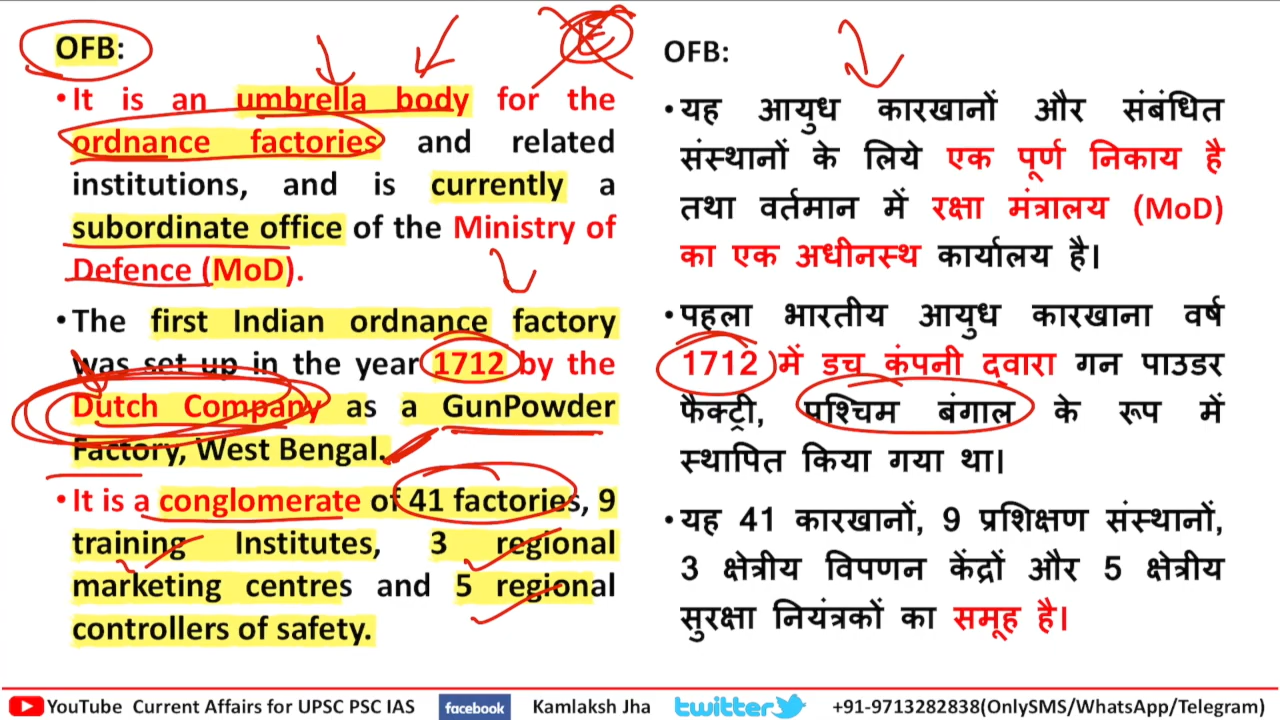 OFB:
•It is an umbrella body for the
ordnance factories and related
institutions, and is currently a
subordinate office of the Ministry of
Defence (MoD).
•The first Indian ordnance factory
was set up in the year 1712 by the
Dutch Company as a GunPowder
Factory, West Bengal.
•It is a conglomerate of 41 factories, 9
training Institutes, 3 regional
marketing centres and 5 regional
controllers of safety.
OFB:
•यह आयुध कारखानों और संबंधित
संस्थानों के लिये एक पूर्ण निकाय है
तथा वर्तमान में रक्षा मंत्रालय (MoD)
का एक अधीनस्थ कार्यालय है।
•पहला भारतीय आयुध कारखाना वर्ष
1712 में डच कंपनी द्वारा गन पाउडर
फैक्ट्री, पश्चिम बंगाल के रूप में
स्थापित किया गया था।
•यह 41 कारखानों, 9 प्रशिक्षण संस्थानों,
3 क्षेत्रीय विपणन केंद्रों और 5 क्षेत्रीय
सुरक्षा नियंत्रकों का समूह है।
YouTube Current Affairs for UPSC PSC IAS facebook Kamlaksh Jha twitter +91-9713282838(OnlySMS/WhatsApp/Telegram)